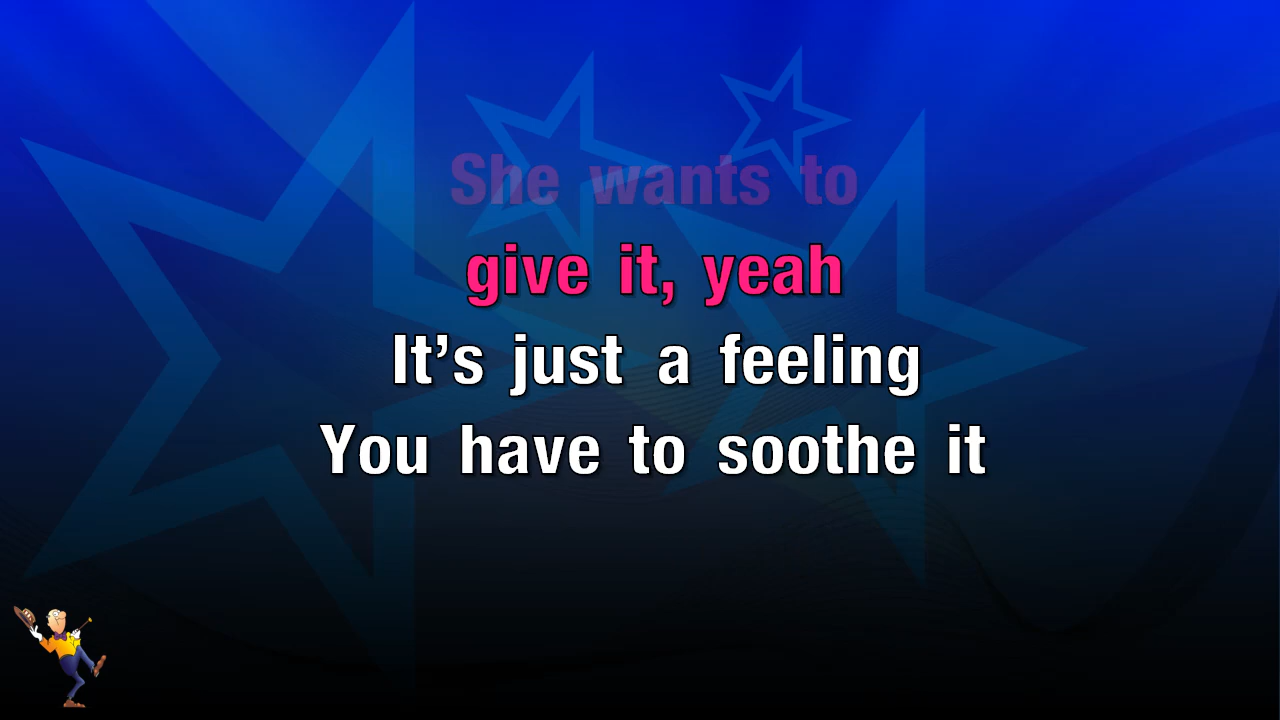 She wants to
give it, yeah
It’s just a feeling
You have to soothe it